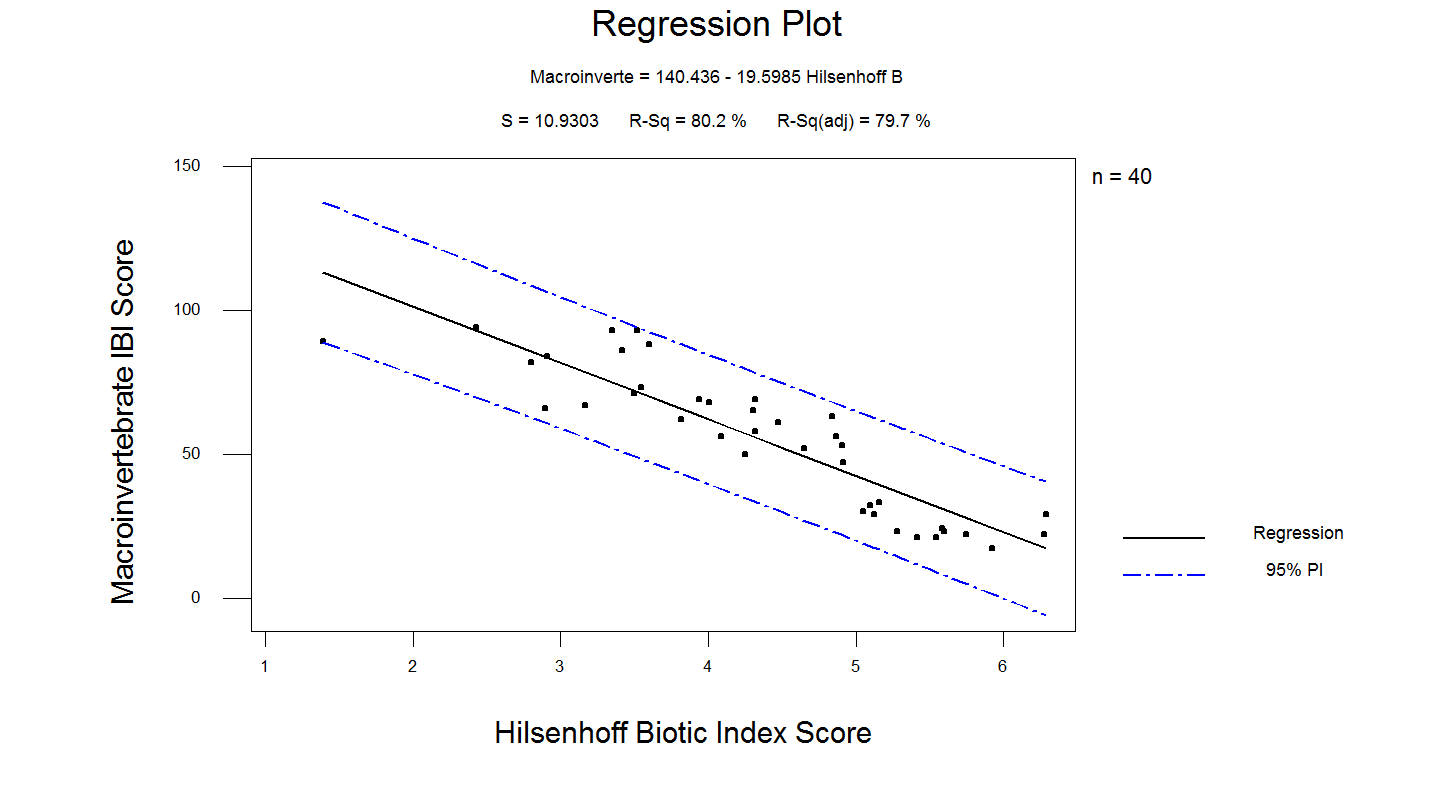 Regression Plot
Macroinverte = 140.436 - 19.5985 Hilsenhoff B
S = 10.9303 R-Sq = 80.2 % R-Sq(adj) = 79.7 %
n = 40
Macroinvertebrate IBI Score
150
100
50
0
1 2 3 4 5 6
Hilsenhoff Biotic Index Score
Regression
95% PI